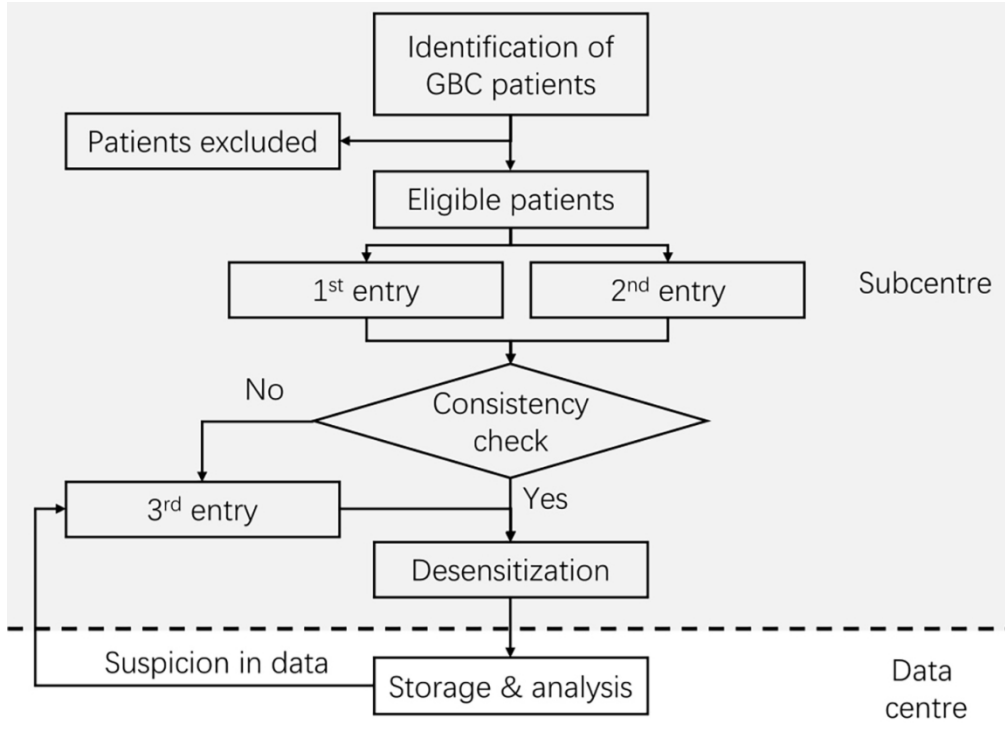 Identification of
GBC patients
Patients excluded
Eligible patients
1st entry
2nd entry
Subcentre
No
Consistency
check
3rd entry
Yes
Desensitization
Suspicion in data
Storage & analysis
Data
centre